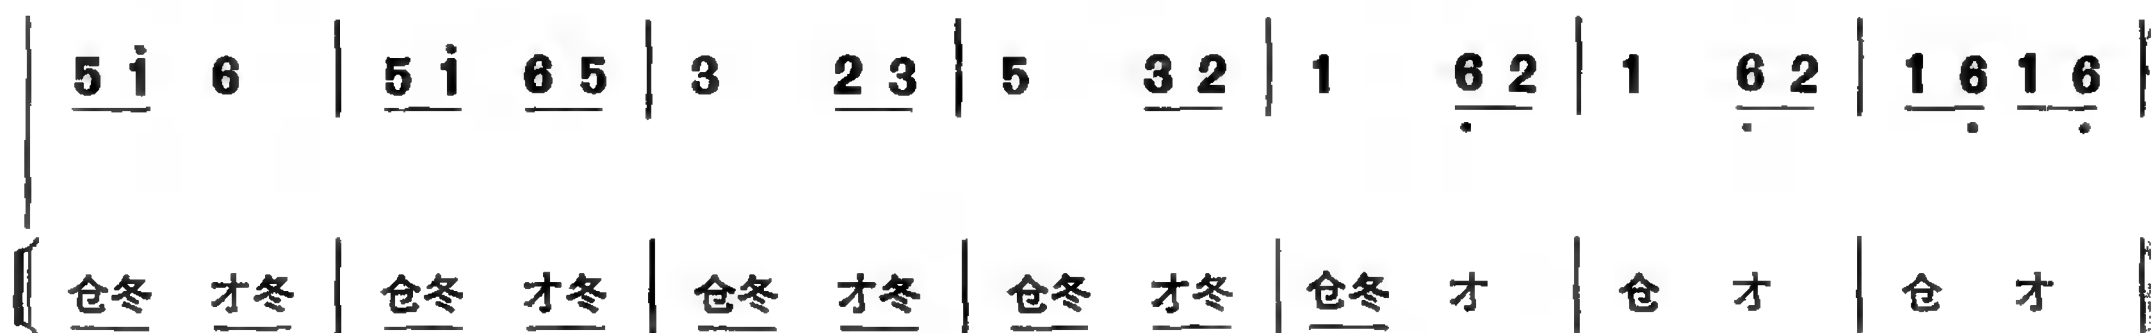 5 i 6 | 5 i 6 5 | 3 2 3 | 5 3 2 | 1 6 2 | 1 6 2 | 1 6 1 6
仓冬 才冬 | 仓冬 才冬 | 仓冬 才冬 | 仓冬 才冬 | 仓冬 才 | 仓 才 | 仓 才